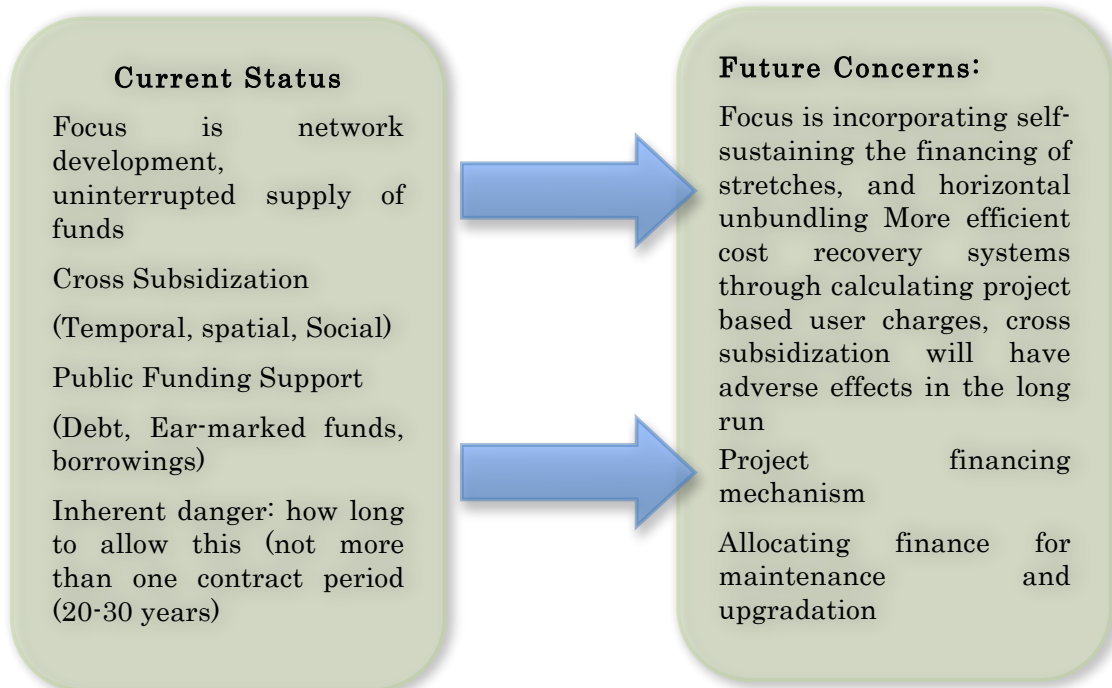 Current Status
Focus is network
development,
uninterrupted supply of
funds
Cross Subsidization
(Temporal, spatial, Social)
Public Funding Support
(Debt, Ear-marked funds,
borrowings)
Inherent danger: how long
to allow this (not more
than one contract period
(20-30 years)
Future Concerns:
Focus is incorporating self-
sustaining the financing of
stretches, and horizontal
unbundling More efficient
cost recovery systems
through calculating project
based user charges, cross
subsidization will have
adverse effects in the long
run
Project financing
mechanism
Allocating finance for
maintenance and
upgradation